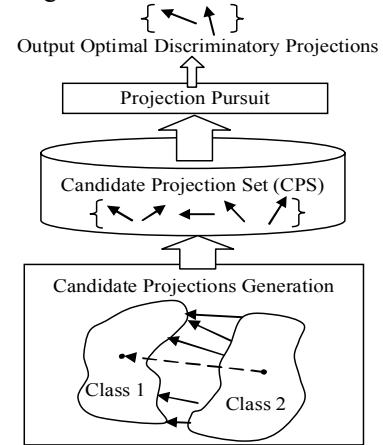 Output Optimal Discriminatory Projections
Projection Pursuit
Candidate Projection Set (CPS)
Candidate Projections Generation
Class 1
Class 2